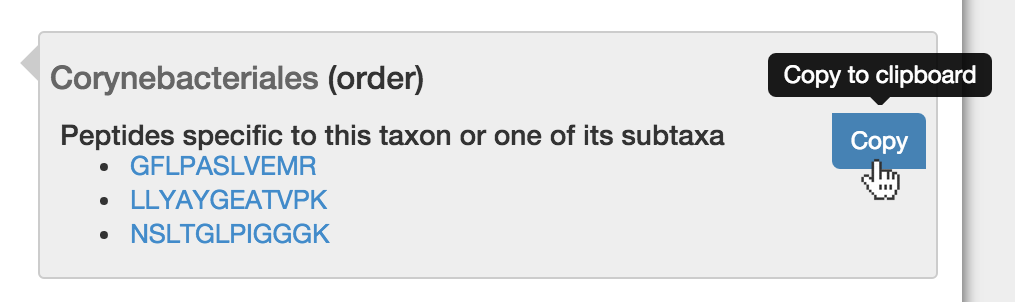 Corynebacteriales (order)
Copy to clipboard
Peptides specific to this taxon or one of its subtaxa
Copy
GFLPASLVEMR
LLYAYGEATVPK
NSLTGLPIGGGK